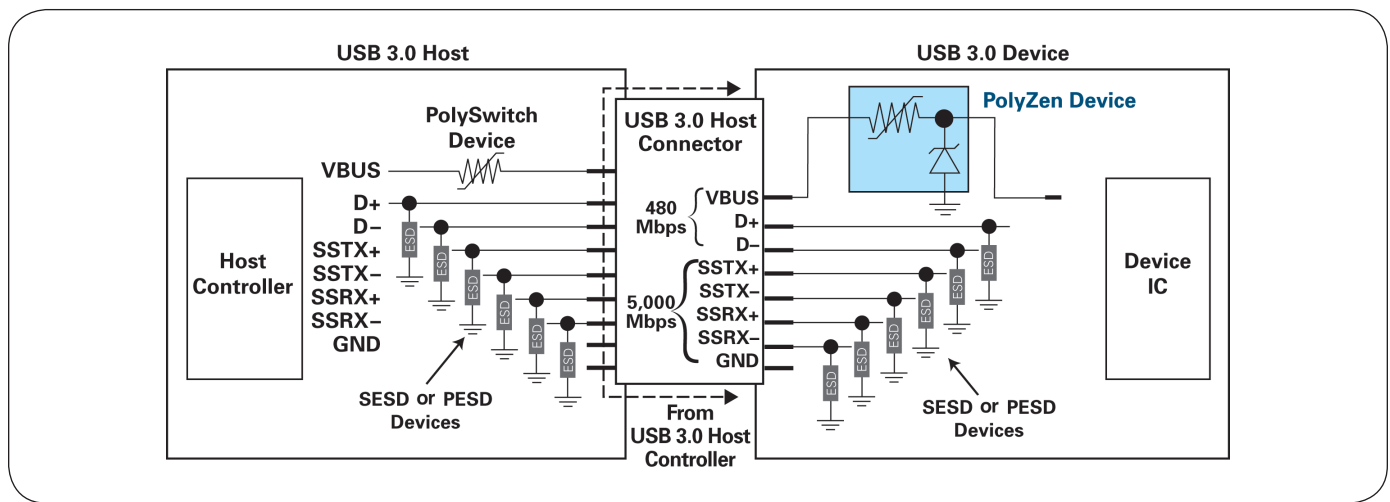 USB 3.0 Host
USB 3.0 Device
PolySwitch
Device
VBUS
D+
D−
SSTX+
SSTX−
SSRX+
SSRX−
GND
Host
Controller
ESD
ESD
ESD
ESD
ESD
ESD
SESD or PESD
Devices
USB 3.0 Host
Connector
480
Mbps
5,000
Mbps
VBUS
D+
D−
SSTX+
SSTX−
SSRX+
SSRX−
GND
From
USB 3.0 Host
Controller
PolyZen Device
ESD
ESD
ESD
ESD
ESD
ESD
SESD or PESD
Devices
Device
IC